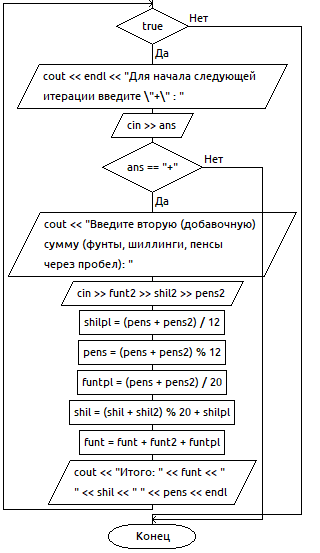 true
Нет
Да
cout << endl << "Для начала следующей
итерации введите \"+\" : "
cin >> ans
ans == "+"
Нет
Да
cout << "Введите вторую (добавочную)
сумму (фунты, шиллинги, пенсы
через пробел): "
cin >> funt2 >> shil2 >> pens2
shilpl = (pens + pens2) / 12
pens = (pens + pens2) % 12
funtpl = (pens + pens2) / 20
shil = (shil + shil2) % 20 + shilpl
funt = funt + funt2 + funtpl
cout << "Итого: " << funt << "
" << shil << " " << pens << endl
Конец